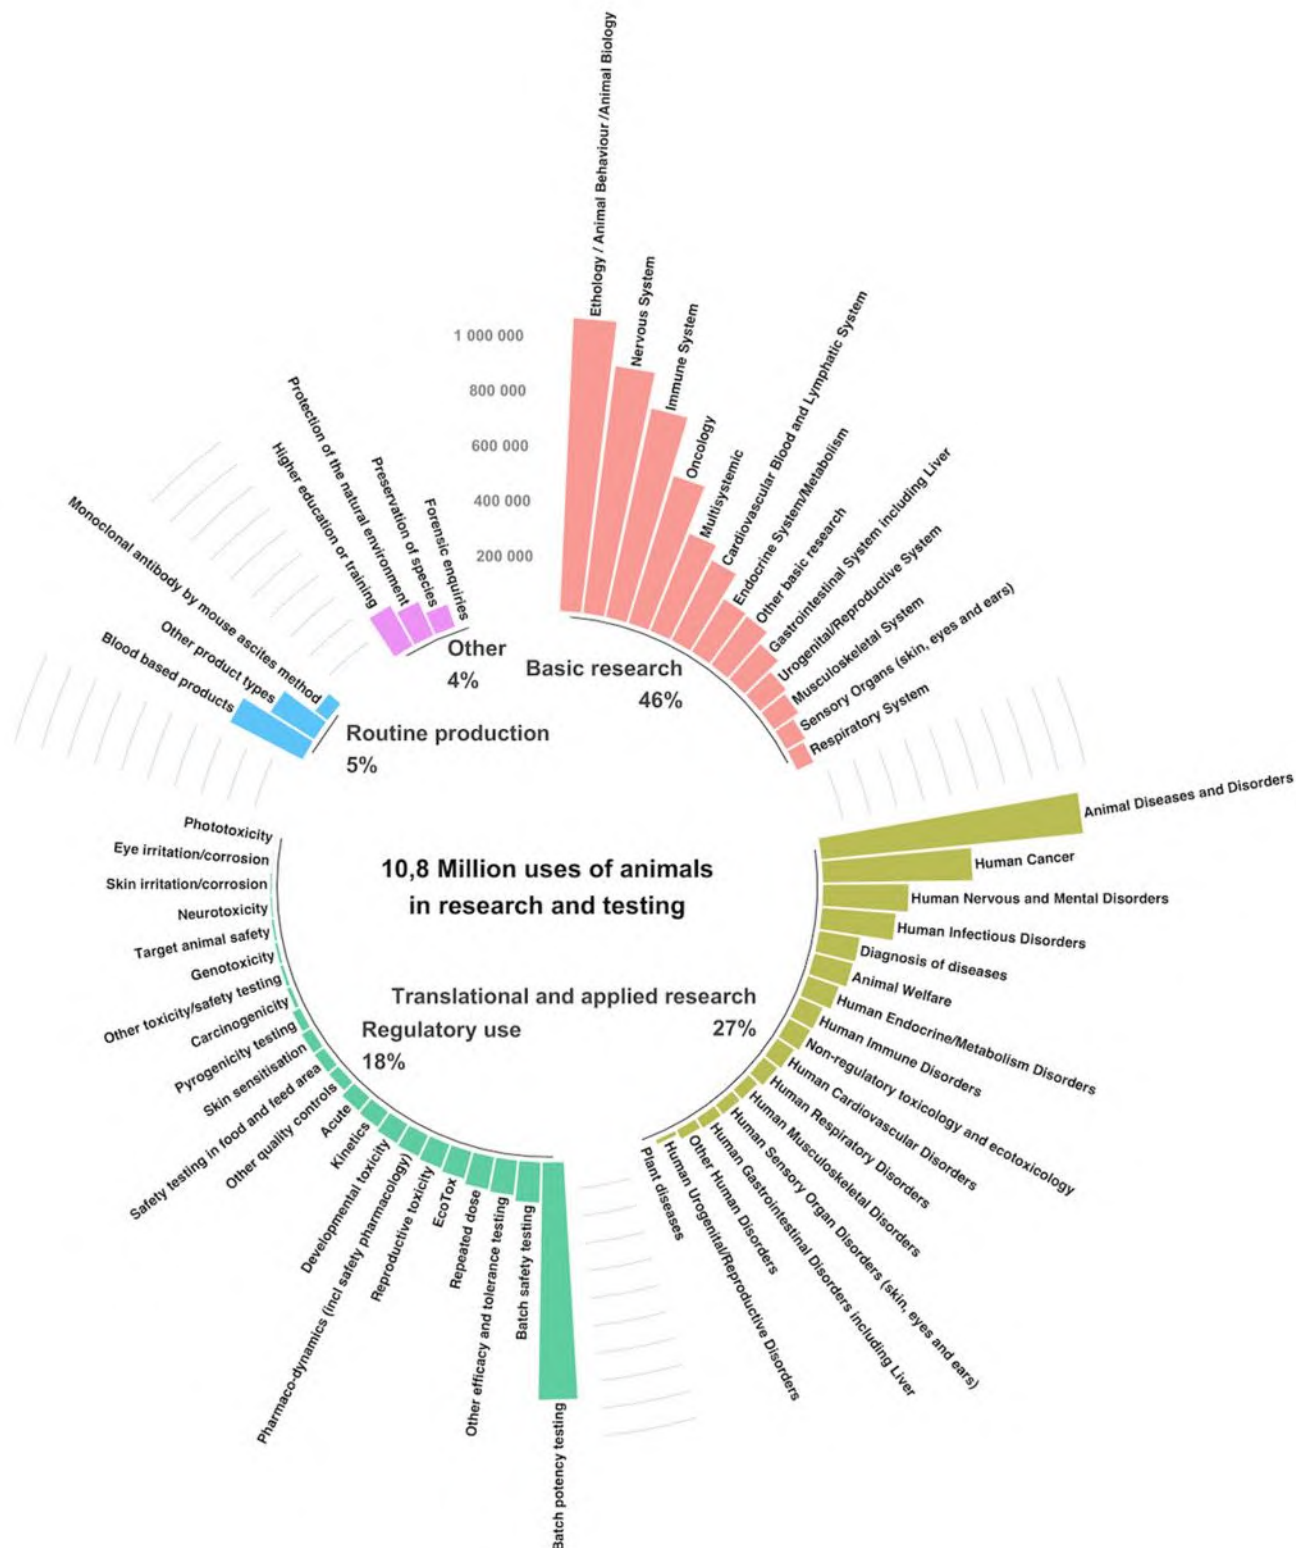 Ethology / Animal Behaviour /Animal Biology
Nervous System
Immune System
Oncology
Multisystemic
Cardiovascular Blood and Lymphatic System
Endocrine System/Metabolism
Other basic research
Gastrointestinal System including Liver
Urogenital/Reproductive System
Musculoskeletal System
Sensory Organs (skin, eyes and ears)
Respiratory System
1 000 000
800 000
600 000
400 000
200 000
Basic research
46%
Animal Diseases and Disorders
Human Cancer
Human Nervous and Mental Disorders
Human Infectious Disorders
Diagnosis of diseases
Animal Welfare
Human Endocrine/Metabolism Disorders
Human Immune Disorders
Non-regulatory toxicology and ecotoxicology
Human Cardiovascular Disorders
Human Respiratory Disorders
Human Musculoskeletal Disorders
Human Sensory Organ Disorders (skin, eyes and ears)
Human Gastrointestinal Disorders including Liver
Other Human Disorders
Human Urogenital/Reproductive Disorders
Plant diseases
Translational and applied research
27%
Batch potency testing
Batch safety testing
Other efficacy and tolerance testing
Repeated dose
EcoTox
Reproductive toxicity
Pharmaco-dynamics (incl safety pharmacology)
Developmental toxicity
Kinetics
Acute
Other quality controls
Safety testing in food and feed area
Skin sensitisation
Pyrogenicity testing
Carcinogenicity
Other toxicity/safety testing
Genotoxicity
Target animal safety
Neurotoxicity
Skin irritation/corrosion
Eye irritation/corrosion
Phototoxicity
Regulatory use
18%
Blood based products
Other product types
Monoclonal antibody by mouse ascites method
Routine production
5%
Higher education or training
Protection of the natural environment
Preservation of species
Forensic enquiries
Other
4%
10,8 Million uses of animals
in research and testing